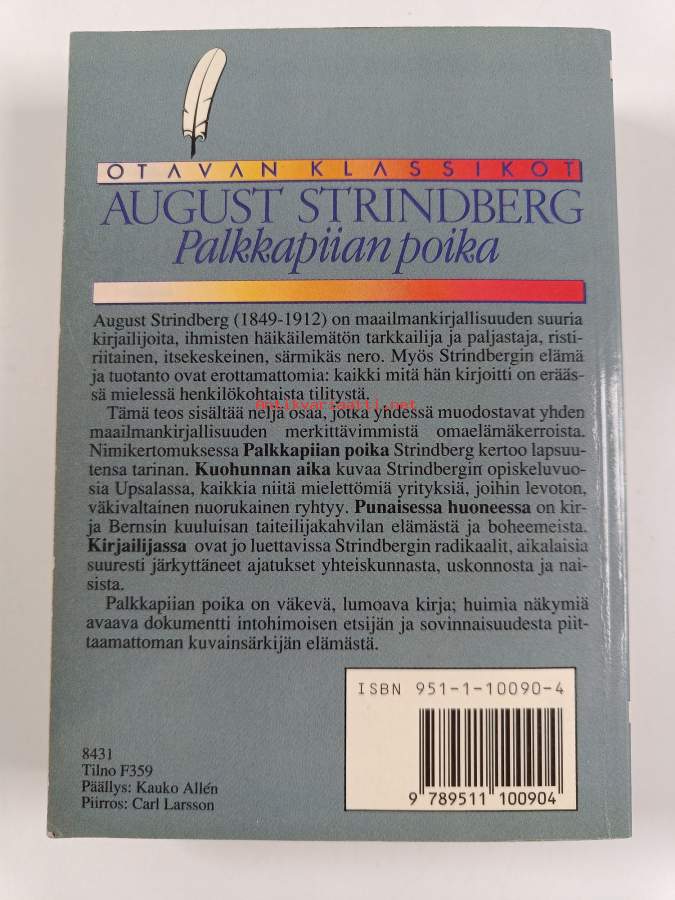 OTAVAN KLASSIKOT
AUGUST STRINDBERG
Palkkapiian poika
August Strindberg (1849-1912) on maailmankirjallisuuden suuria
kirjailijoita, ihmisten häikäilemätön tarkkailija ja paljastaja, risti-
riitainen, itsekeskeinen, särmikäs nero. Myös Strindbergin elämä
ja tuotanto ovat erottamattomia: kaikki mitä hän kirjoitti on erääs-
sä mielessä henkilökohtaista tilitystä.
antikvariaatti.net
Tämä teos sisältää neljä osaa, jotka yhdessä muodostavat yhden
maailmankirjallisuuden merkittävimmistä omaelämäkerroista.
Nimikertomuksessa Palkkapiian poika Strindberg kertoo lapsuu-
tensa tarinan. Kuohunnan aika kuvaa Strindbergin opiskeluvuo-
sia Upsalassa, kaikkia niitä mielettömiä yrityksiä, joihin levoton,
väkivaltainen nuorukainen ryhtyy. Punaisessa huoneessa on kir-
ja Bernsin kuuluisan taiteilijakahvilan elämästä ja boheemeista.
Kirjailijassa ovat jo luettavissa Strindbergin radikaalit, aikalaisia
suuresti järkyttäneet ajatukset yhteiskunnasta, uskonnosta ja nai-
sista.
Palkkapiian poika on väkevä, lumoava kirja; huimia näkymiä
avaava dokumentti intohimoisen etsijän ja sovinnaisuudesta piit-
taamattoman kuvainsärkijän elämästä.
ISBN 951-1-10090-4
9 789511 100904
8431
Tilno F359
Päällys: Kauko Allén
Piirros: Carl Larsson